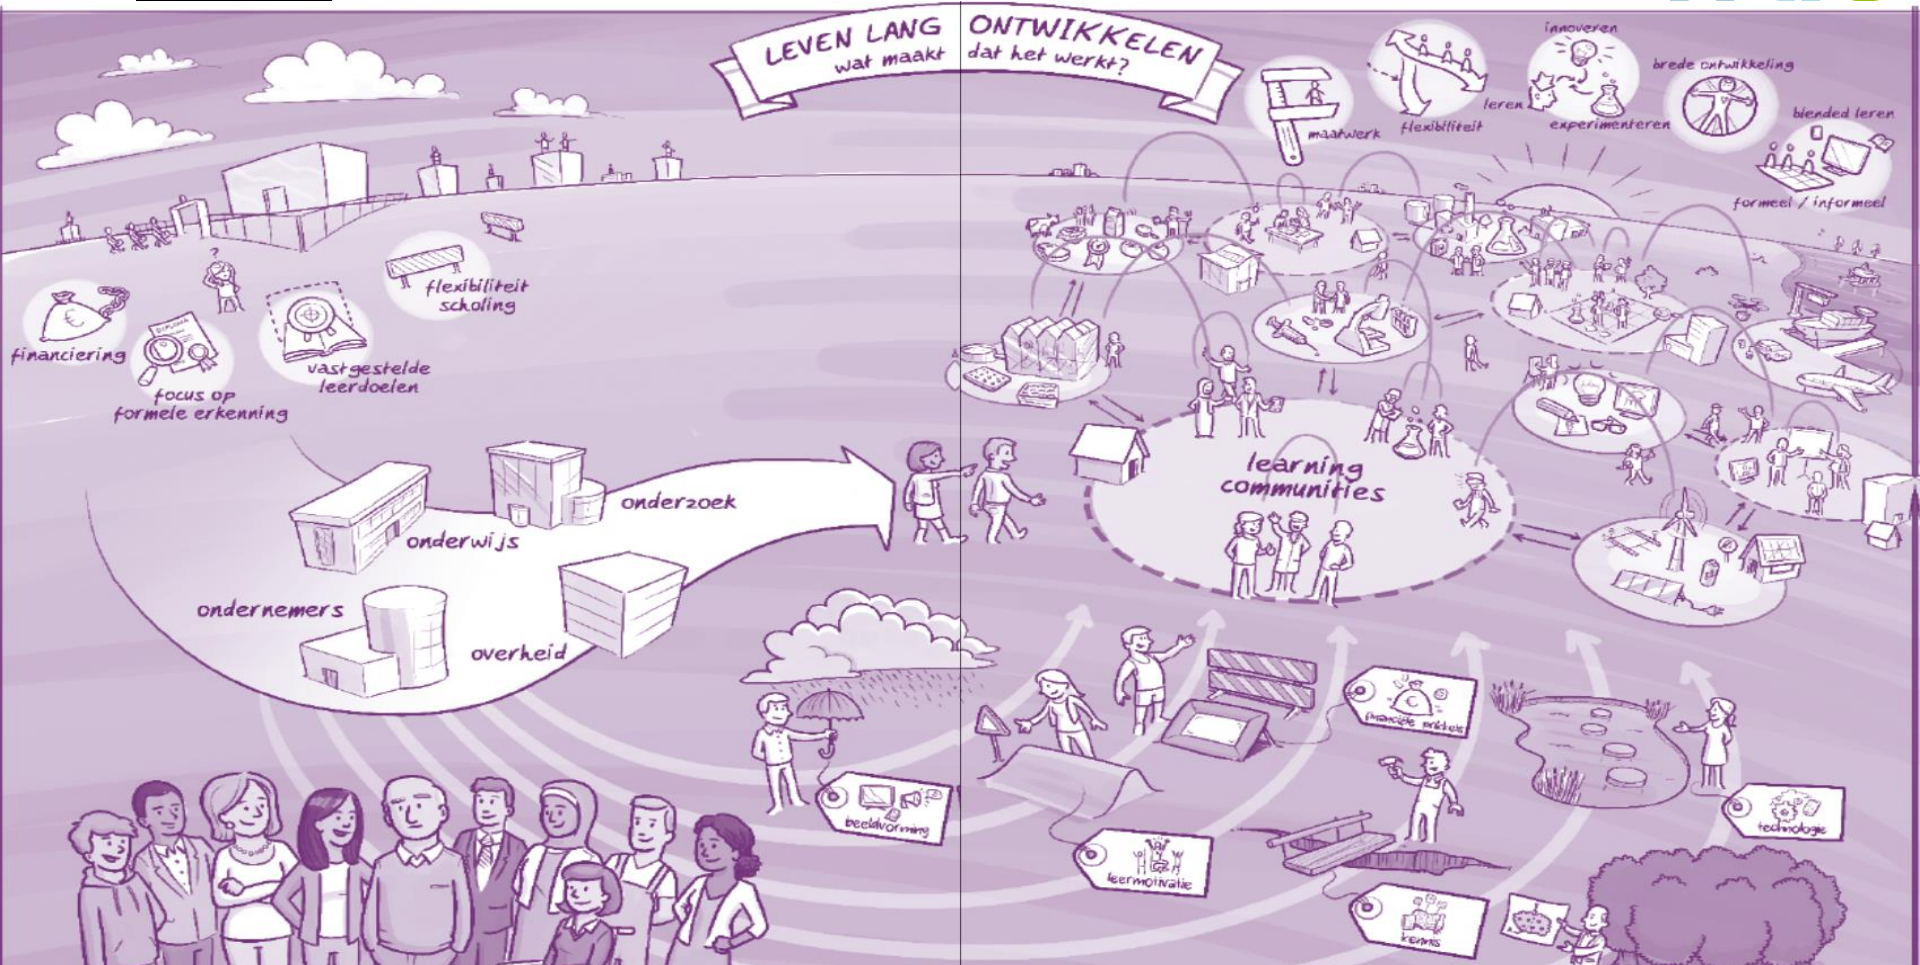 LEVEN LANG ONTWIKKELEN
wat maakt dat het werkt?
maatwerk
flexibiliteit
innoveren
leren
experimenteren
brede ontwikkeling
blended leren
formeel / informeel
?
flexibiliteit
scholing
€
financiering
DIPLOMA
focus op
formele erkenning
vastgestelde
leerdoelen
onderzoek
onderwijs
ondernemers
overheid
learning
communities
beeldvorming
financiële prikkels
leermotivatie
kennis
technologie